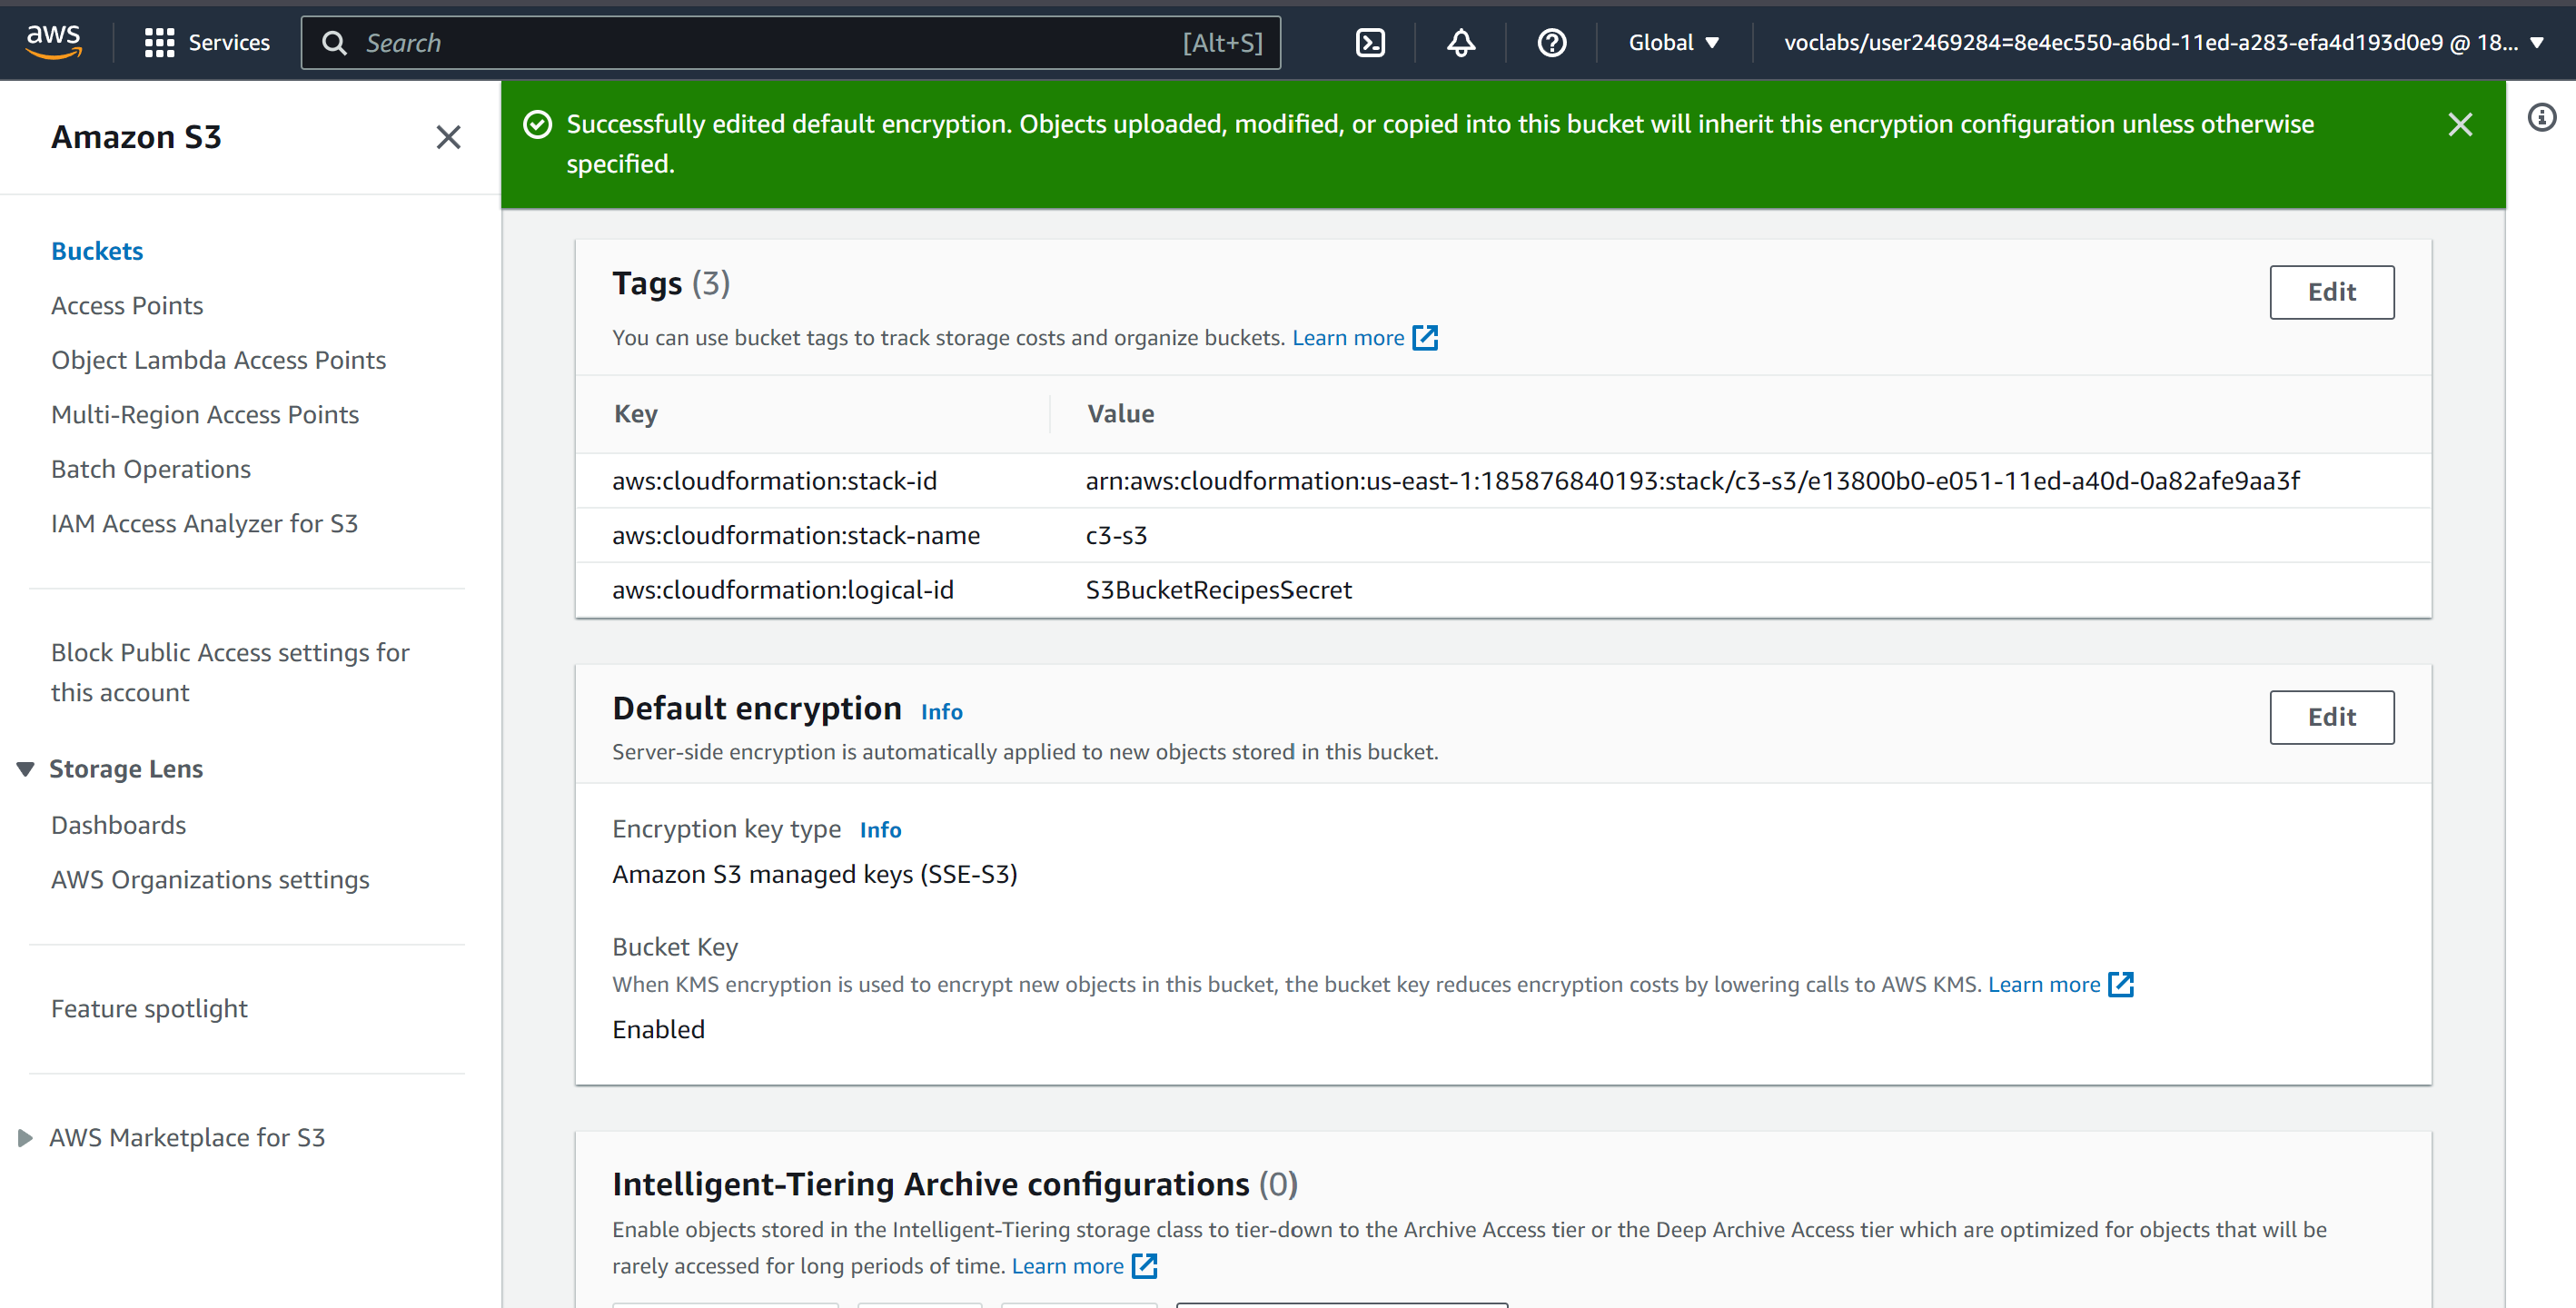 aws
Services
Search [Alt+S]
Global
voclabs/user2469284=8e4ec550-a6bd-11ed-a283-efa4d193d0e9 @ 18...
Amazon S3
Buckets
Access Points
Object Lambda Access Points
Multi-Region Access Points
Batch Operations
IAM Access Analyzer for S3
Block Public Access settings for
this account
Storage Lens
Dashboards
AWS Organizations settings
Feature spotlight
AWS Marketplace for S3
Successfully edited default encryption. Objects uploaded, modified, or copied into this bucket will inherit this encryption configuration unless otherwise
specified.
Tags (3)
Edit
You can use bucket tags to track storage costs and organize buckets. Learn more
Key Value
aws:cloudformation:stack-id arn:aws:cloudformation:us-east-1:185876840193:stack/c3-s3/e13800b0-e051-11ed-a40d-0a82afe9aa3f
aws:cloudformation:stack-name c3-s3
aws:cloudformation:logical-id S3BucketRecipesSecret
Default encryption Info
Edit
Server-side encryption is automatically applied to new objects stored in this bucket.
Encryption key type Info
Amazon S3 managed keys (SSE-S3)
Bucket Key
When KMS encryption is used to encrypt new objects in this bucket, the bucket key reduces encryption costs by lowering calls to AWS KMS. Learn more
Enabled
Intelligent-Tiering Archive configurations (0)
Enable objects stored in the Intelligent-Tiering storage class to tier-down to the Archive Access tier or the Deep Archive Access tier which are optimized for objects that will be
rarely accessed for long periods of time. Learn more